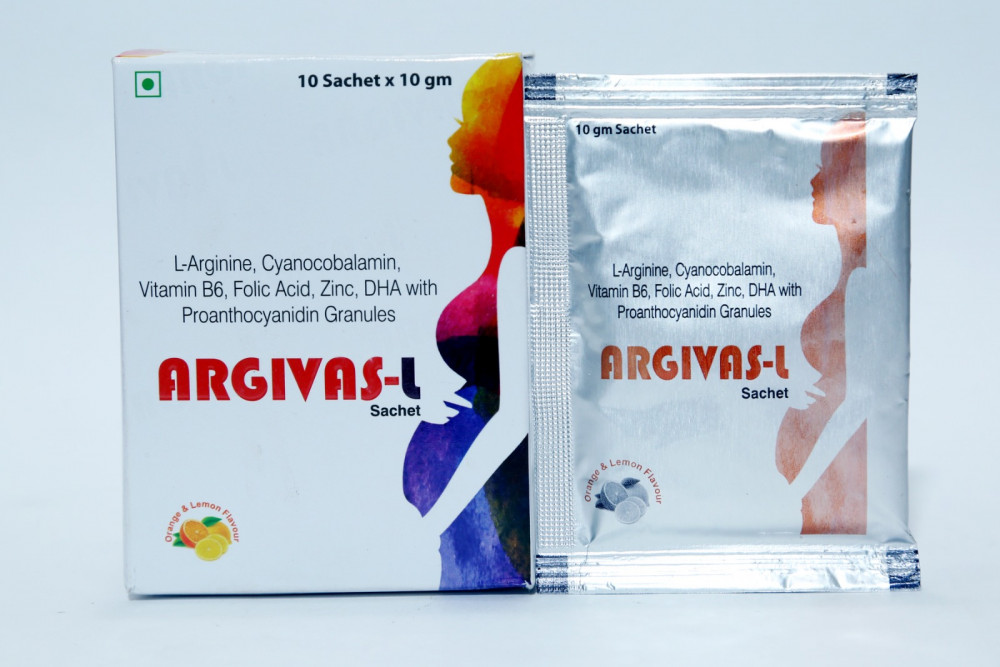 10 Sachet x 10 gm
L-Arginine, Cyanocobalamin,
Vitamin B6, Folic Acid, Zinc, DHA with
Proanthocyanidin Granules
ARGIVAS-L
Sachet
Orange & Lemon Flavour
10 gm Sachet
L-Arginine, Cyanocobalamin,
Vitamin B6, Folic Acid, Zinc, DHA with
Proanthocyanidin Granules
ARGIVAS-L
Sachet
Orange & Lemon Flavour